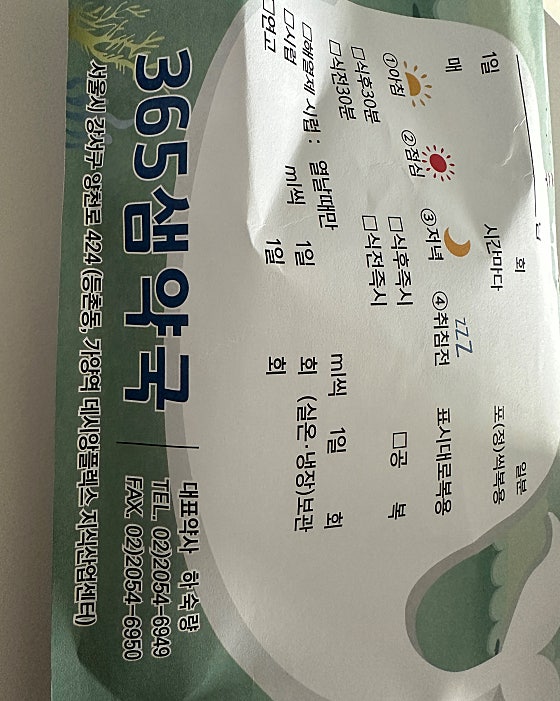 일분
1일 회
매 시간마다 포(정)씩 복용
①아침 ②점심 ③저녁 ④취침전 표시대로복용
ZZZ
□식후30분 □식후즉시 □공 복
□식전30분 □식전즉시
□해열제 시럽 : 열날때만 ml씩 1일 회
□시럽 ml씩 1일 회 (실온·냉장)보관
□연고 1일 회
365샘약국
대표약사 하숙량
TEL. 02)2054-6949
FAX. 02)2054-6950
서울시 강서구 양천로 424 (등촌동, 가양역 데시앙플렉스 지식산업센터)